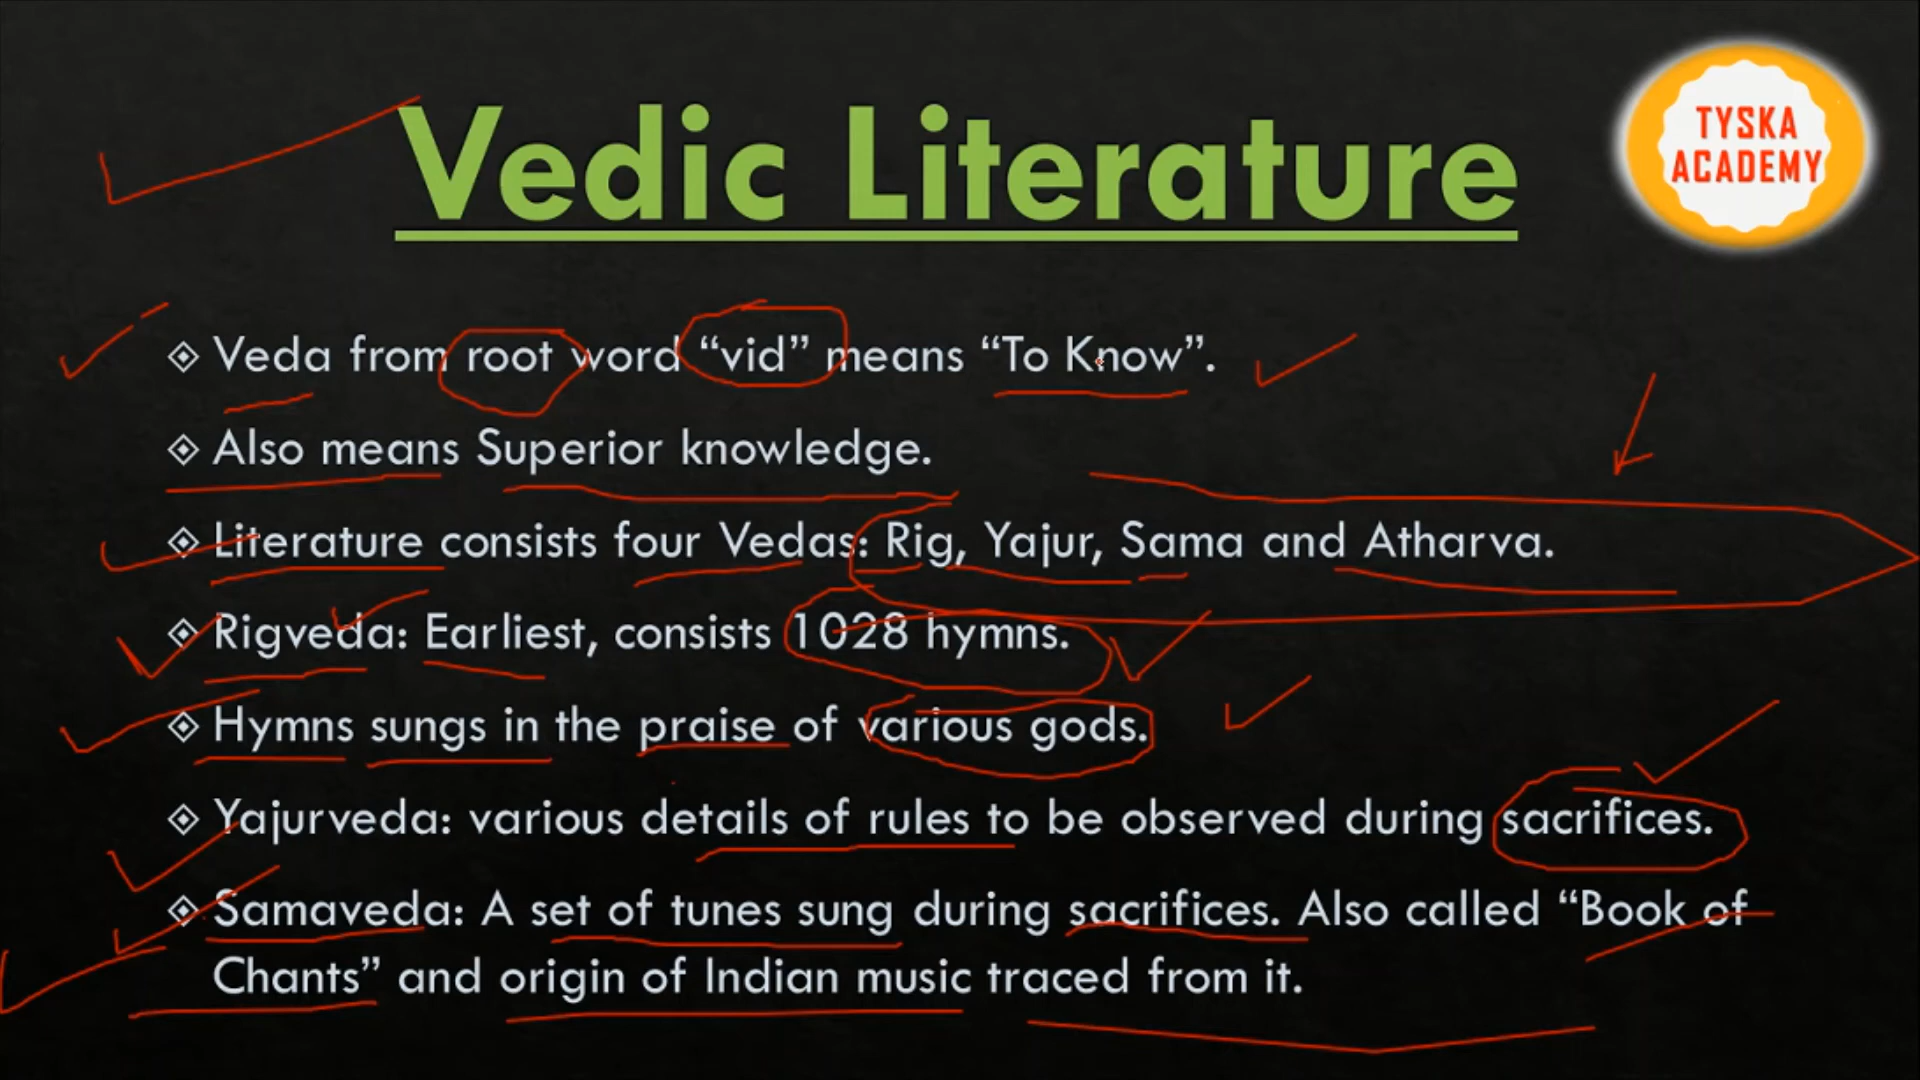 Vedic Literature
TYSKA
ACADEMY
Veda from root word “vid” means “To Know”.
Also means Superior knowledge.
Literature consists four Vedas: Rig, Yajur, Sama and Atharva.
Rigveda: Earliest, consists 1028 hymns.
Hymns sungs in the praise of various gods.
Yajurveda: various details of rules to be observed during sacrifices.
Samaveda: A set of tunes sung during sacrifices. Also called “Book of
Chants” and origin of Indian music traced from it.